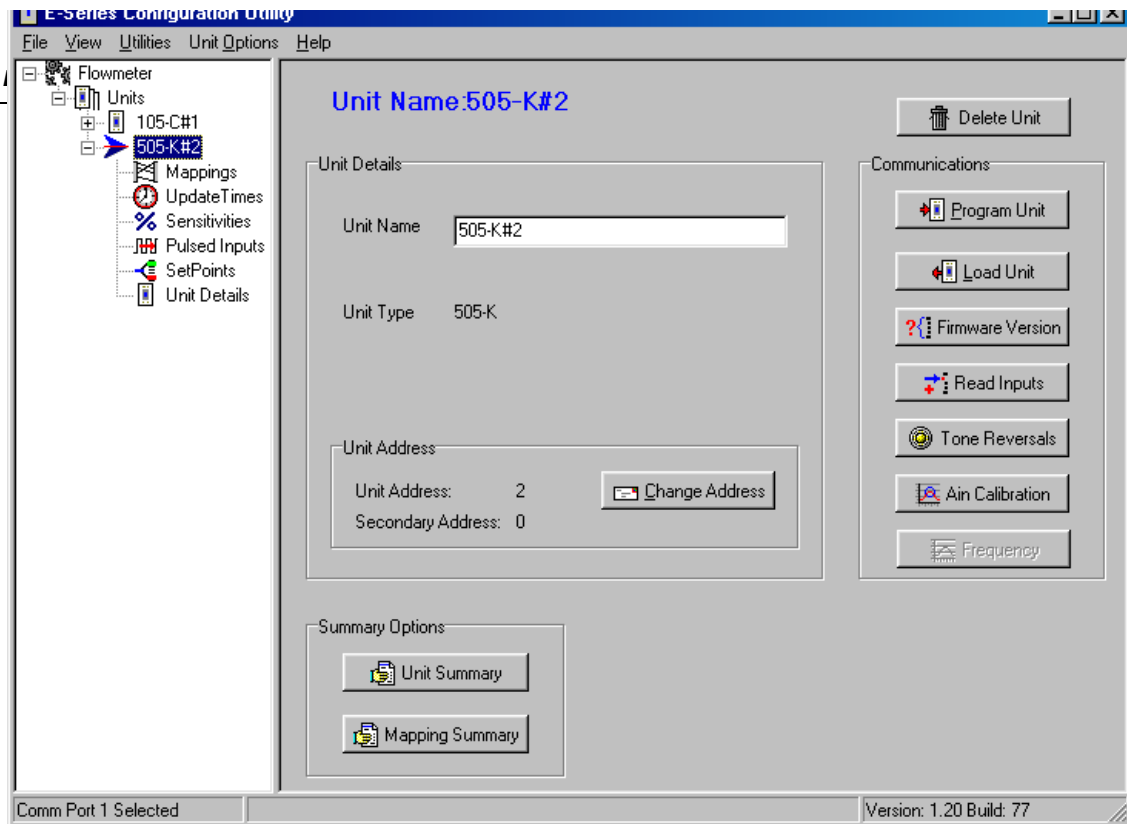 E-Series Configuration Utility
File View Utilities Unit Options Help
Flowmeter
Units
105-C#1
505-K#2
Mappings
UpdateTimes
Sensitivities
Pulsed Inputs
SetPoints
Unit Details
Unit Name:505-K#2
Delete Unit
Unit Details
Unit Name 505-K#2
Unit Type 505-K
Unit Address
Unit Address: 2
Secondary Address: 0
Change Address
Communications
Program Unit
Load Unit
Firmware Version
Read Inputs
Tone Reversals
Ain Calibration
Frequency
Summary Options
Unit Summary
Mapping Summary
Comm Port 1 Selected
Version: 1.20 Build: 77